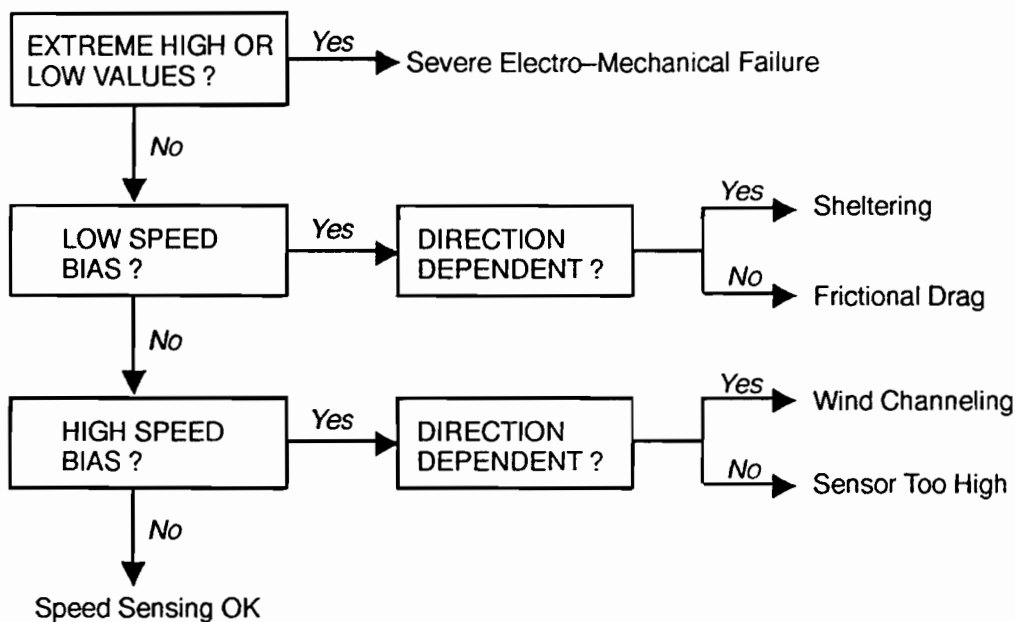 EXTREME HIGH OR
LOW VALUES ?
Yes
Severe Electro–Mechanical Failure
No
LOW SPEED
BIAS ?
Yes
DIRECTION
DEPENDENT ?
Yes
Sheltering
No
Frictional Drag
No
HIGH SPEED
BIAS ?
Yes
DIRECTION
DEPENDENT ?
Yes
Wind Channeling
No
Sensor Too High
No
Speed Sensing OK